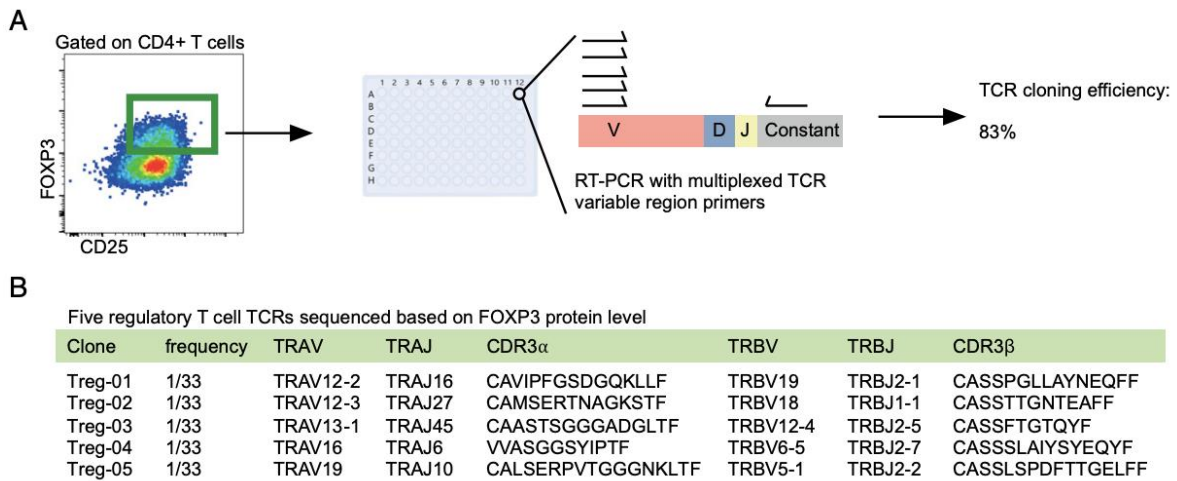 A
Gated on CD4+ T cells
FOXP3
CD25
1 2 3 4 5 6 7 8 9 10 11 12
A
B
C
D
E
F
G
H
V D J Constant
RT-PCR with multiplexed TCR
variable region primers
TCR cloning efficiency:
83%
B
Five regulatory T cell TCRs sequenced based on FOXP3 protein level
Clone frequency TRAV TRAJ CDR3α TRBV TRBJ CDR3β
Treg-01 1/33 TRAV12-2 TRAJ16 CAVIPFGSDGQKLLF TRBV19 TRBJ2-1 CASSPGLLAYNEQFF
Treg-02 1/33 TRAV12-3 TRAJ27 CAMSERTNAGKSTF TRBV18 TRBJ1-1 CASSTTGNTEAFF
Treg-03 1/33 TRAV13-1 TRAJ45 CAASTSGGGADGLTF TRBV12-4 TRBJ2-5 CASSFTGTQYF
Treg-04 1/33 TRAV16 TRAJ6 VVASGGSYIPTF TRBV6-5 TRBJ2-7 CASSSLAIYSYEQYF
Treg-05 1/33 TRAV19 TRAJ10 CALSERPVTGGGNKLTF TRBV5-1 TRBJ2-2 CASSLSPDFTTGELFF